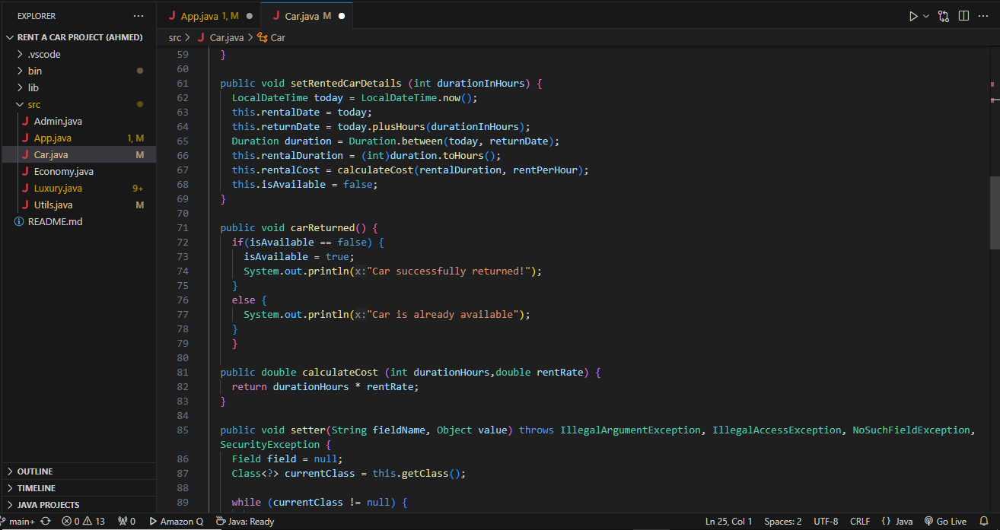 EXPLORER
RENT A CAR PROJECT (AHMED)
.vscode
bin
lib
src
Admin.java
App.java 1, M
Car.java M
Economy.java
Luxury.java 9+
Utils.java M
README.md
OUTLINE
TIMELINE
JAVA PROJECTS
App.java 1, M
Car.java M
src > Car.java > Car
59 }
60
61 public void setRentedCarDetails (int durationInHours) {
62 LocalDateTime today = LocalDateTime.now();
63 this.rentalDate = today;
64 this.returnDate = today.plusHours(durationInHours);
65 Duration duration = Duration.between(today, returnDate);
66 this.rentalDuration = (int)duration.toHours();
67 this.rentalCost = calculateCost(rentalDuration, rentPerHour);
68 this.isAvailable = false;
69 }
70
71 public void carReturned() {
72 if(isAvailable == false) {
73 isAvailable = true;
74 System.out.println(x:"Car successfully returned!");
75 }
76 else {
77 System.out.println(x:"Car is already available");
78 }
79 }
80
81 public double calculateCost (int durationHours,double rentRate) {
82 return durationHours * rentRate;
83 }
84
85 public void setter(String fieldName, Object value) throws IllegalArgumentException, IllegalAccessException, NoSuchFieldException,
SecurityException {
86 Field field = null;
87 Class<?> currentClass = this.getClass();
88
89 while (currentClass != null) {
main+ 0 13 0 Amazon Q Java: Ready Ln 25, Col 1 Spaces: 2 UTF-8 CRLF {} Java Go Live